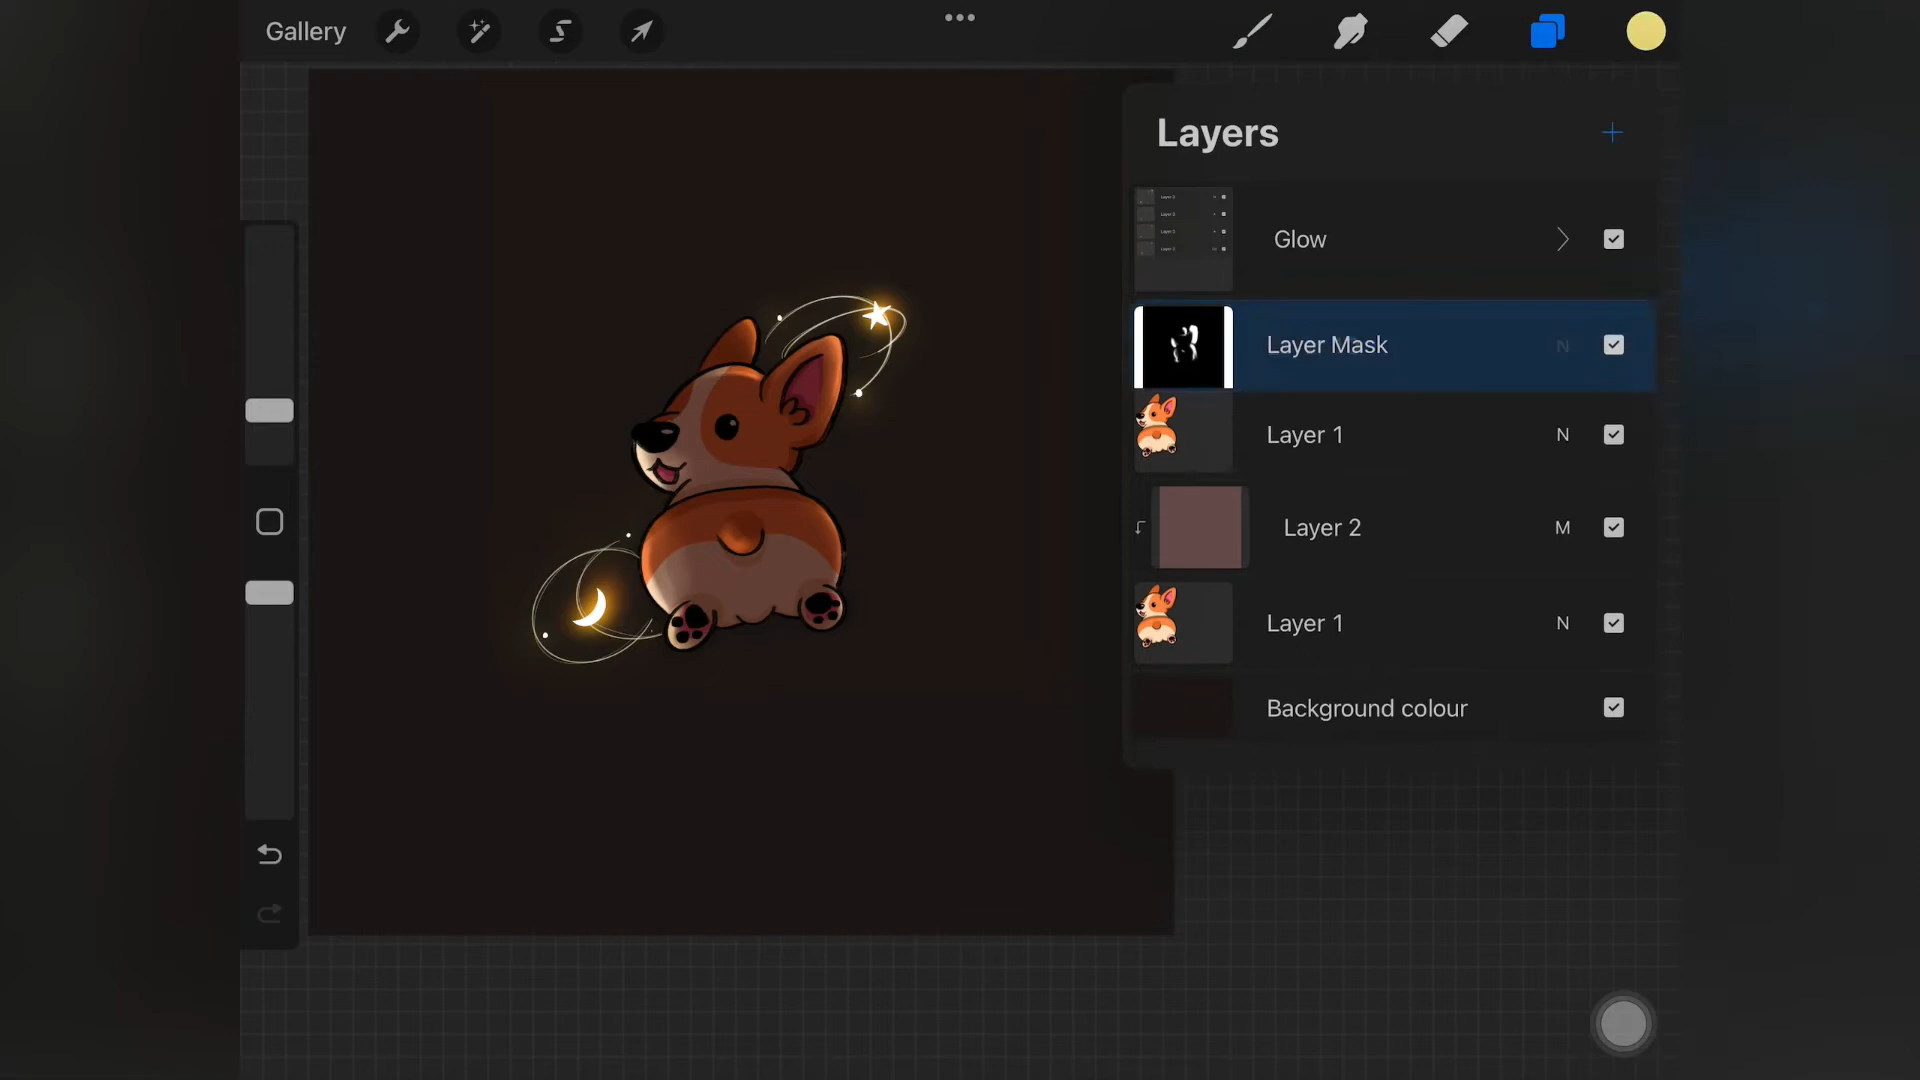 Gallery
Layers
Glow
Layer Mask N
Layer 1 N
Layer 2 M
Layer 1 N
Background colour